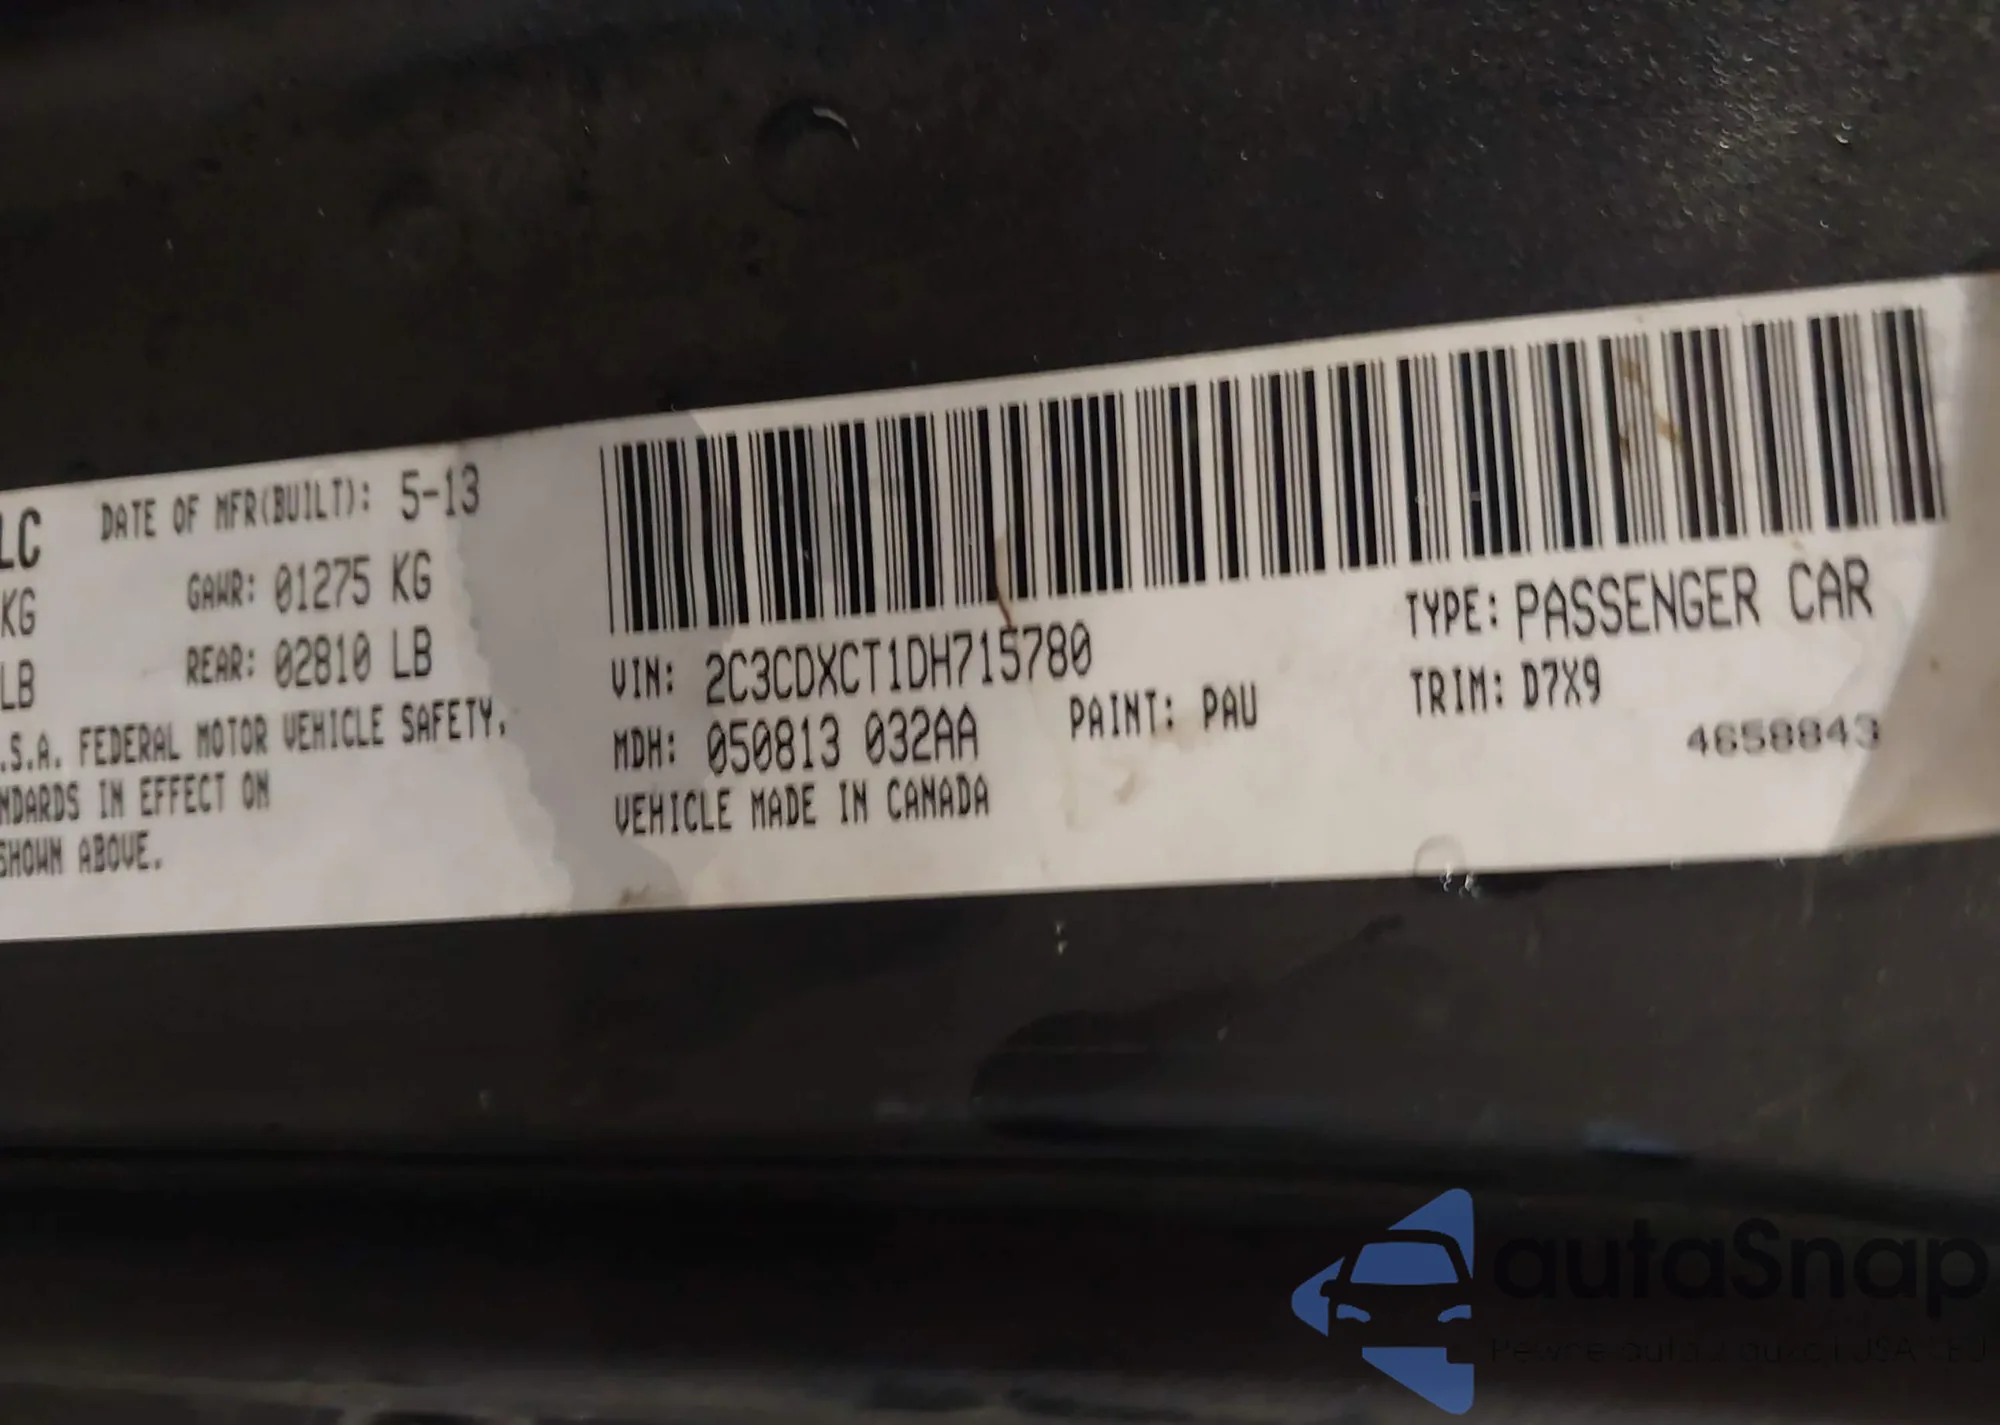 LC DATE OF MFR(BUILT): 5-13
KG GAWR: 01275 KG
LB REAR: 02810 LB
.S.A. FEDERAL MOTOR VEHICLE SAFETY,
NDARDS IN EFFECT ON
SHOWN ABOVE.
VIN: 2C3CDXCT1DH715780
TYPE: PASSENGER CAR
MDH: 050813 032AA
PAINT: PAU
TRIM: D7X9
VEHICLE MADE IN CANADA
4658843
autaSnap